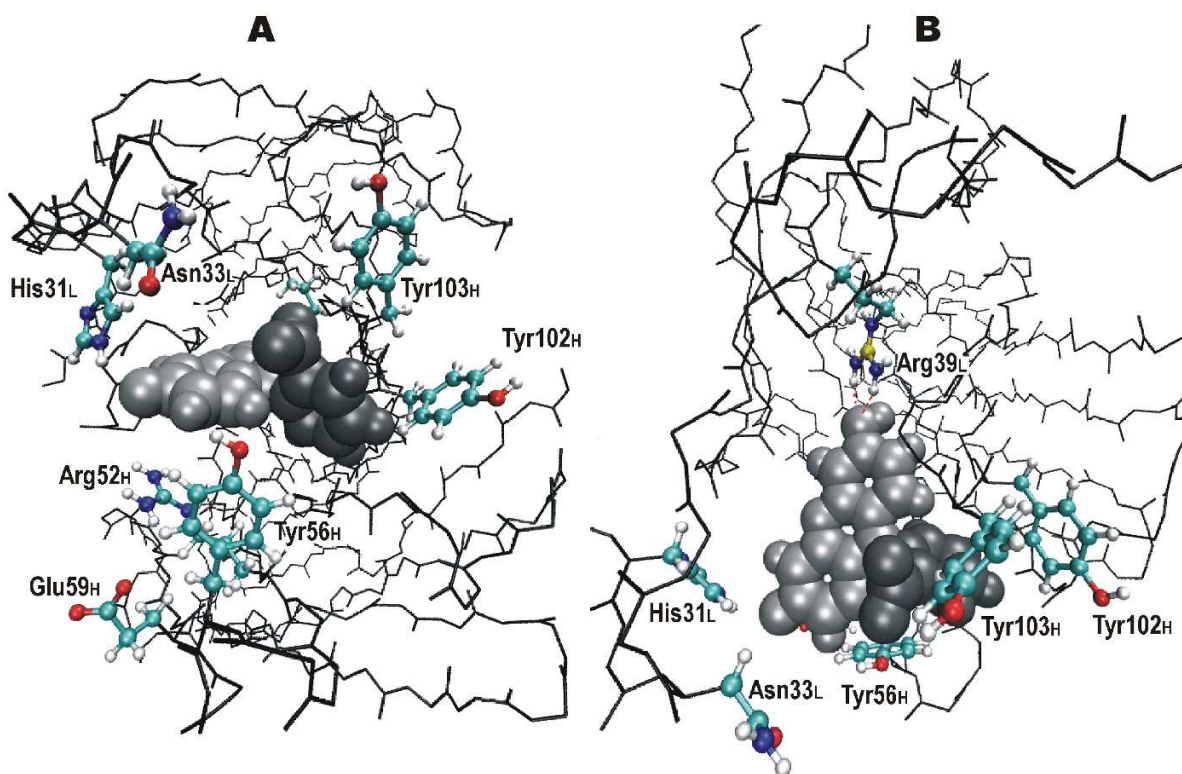 A
B
His31L
Asn33L
Tyr103H
Tyr102H
Arg52H
Tyr56H
Glu59H
Arg39L
His31L
Asn33L
Tyr56H
Tyr103H
Tyr102H